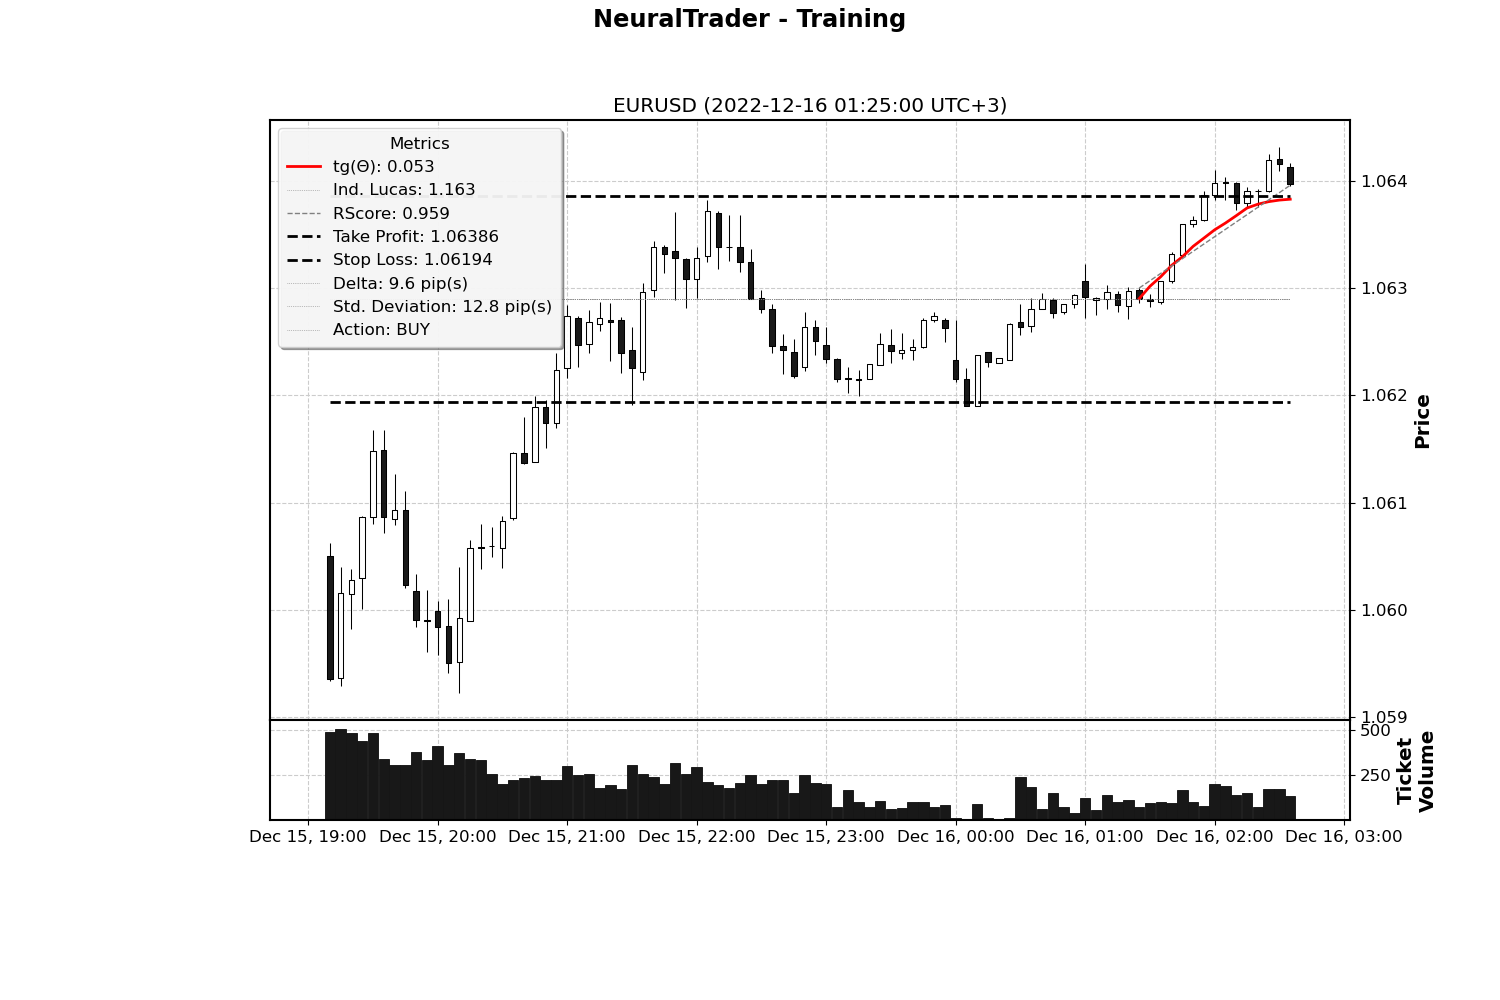 NeuralTrader - Training
EURUSD (2022-12-16 01:25:00 UTC+3)
Metrics
tg(Θ): 0.053
Ind. Lucas: 1.163
RScore: 0.959
Take Profit: 1.06386
Stop Loss: 1.06194
Delta: 9.6 pip(s)
Std. Deviation: 12.8 pip(s)
Action: BUY
1.064
1.063
1.062
1.061
1.060
1.059
Price
500
250
Ticket
Volume
Dec 15, 19:00 Dec 15, 20:00 Dec 15, 21:00 Dec 15, 22:00 Dec 15, 23:00 Dec 16, 00:00 Dec 16, 01:00 Dec 16, 02:00 Dec 16, 03:00